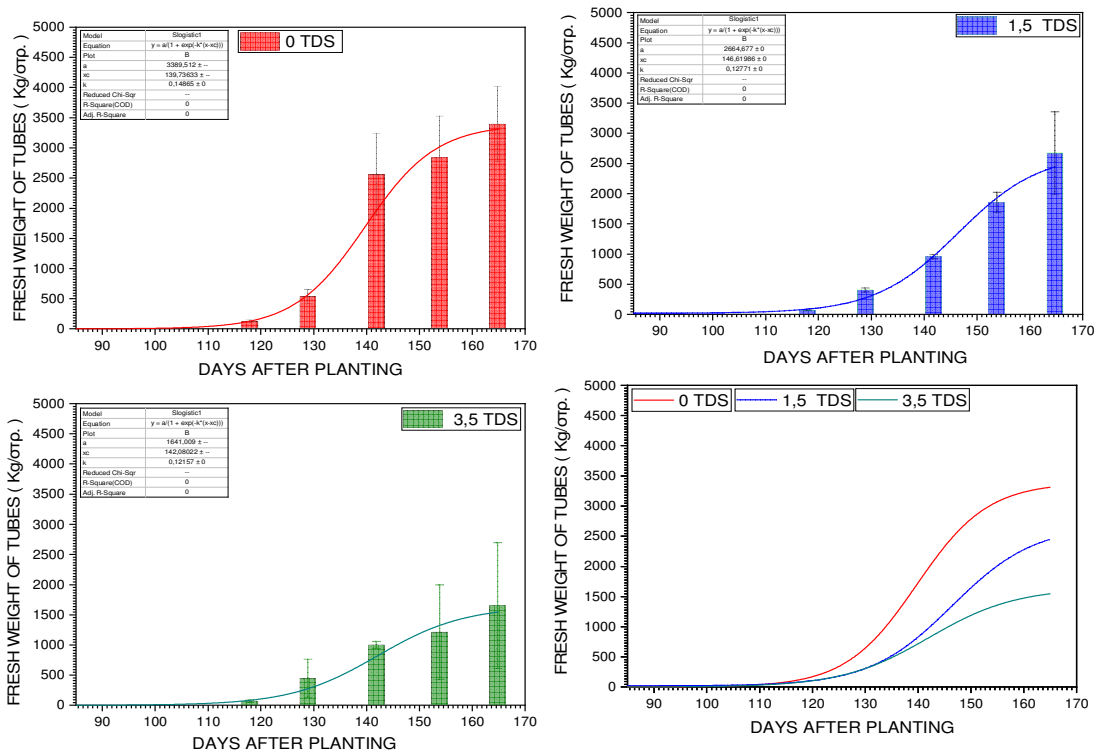 Model Slogistic1
Equation y = a/(1 + exp(-k*(x-xc)))
Plot B
a 3389,512 ± --
xc 139,73633 ± --
k 0,14865 ± 0
Reduced Chi-Sqr --
R-Square(COD) 0
Adj. R-Square 0
0 TDS
FRESH WEIGHT OF TUBES ( Kg/στρ. )
5000
4500
4000
3500
3000
2500
2000
1500
1000
500
0
90 100 110 120 130 140 150 160 170
DAYS AFTER PLANTING
Model Slogistic1
Equation y = a/(1 + exp(-k*(x-xc)))
Plot B
a 2664,677 ± 0
xc 146,61986 ± 0
k 0,12771 ± 0
Reduced Chi-Sqr --
R-Square(COD) 0
Adj. R-Square 0
1,5 TDS
FRESH WEIGHT OF TUBES ( Kg/στρ. )
5000
4500
4000
3500
3000
2500
2000
1500
1000
500
0
90 100 110 120 130 140 150 160 170
DAYS AFTER PLANTING
Model Slogistic1
Equation y = a/(1 + exp(-k*(x-xc)))
Plot B
a 1641,009 ± --
xc 142,08022 ± --
k 0,12157 ± 0
Reduced Chi-Sqr --
R-Square(COD) 0
Adj. R-Square 0
3,5 TDS
FRESH WEIGHT OF TUBES ( Kg/στρ. )
5000
4500
4000
3500
3000
2500
2000
1500
1000
500
0
90 100 110 120 130 140 150 160 170
DAYS AFTER PLANTING
0 TDS 1,5 TDS 3,5 TDS
FRESH WEIGHT OF TUBES ( Kg/στρ. )
5000
4500
4000
3500
3000
2500
2000
1500
1000
500
0
90 100 110 120 130 140 150 160 170
DAYS AFTER PLANTING